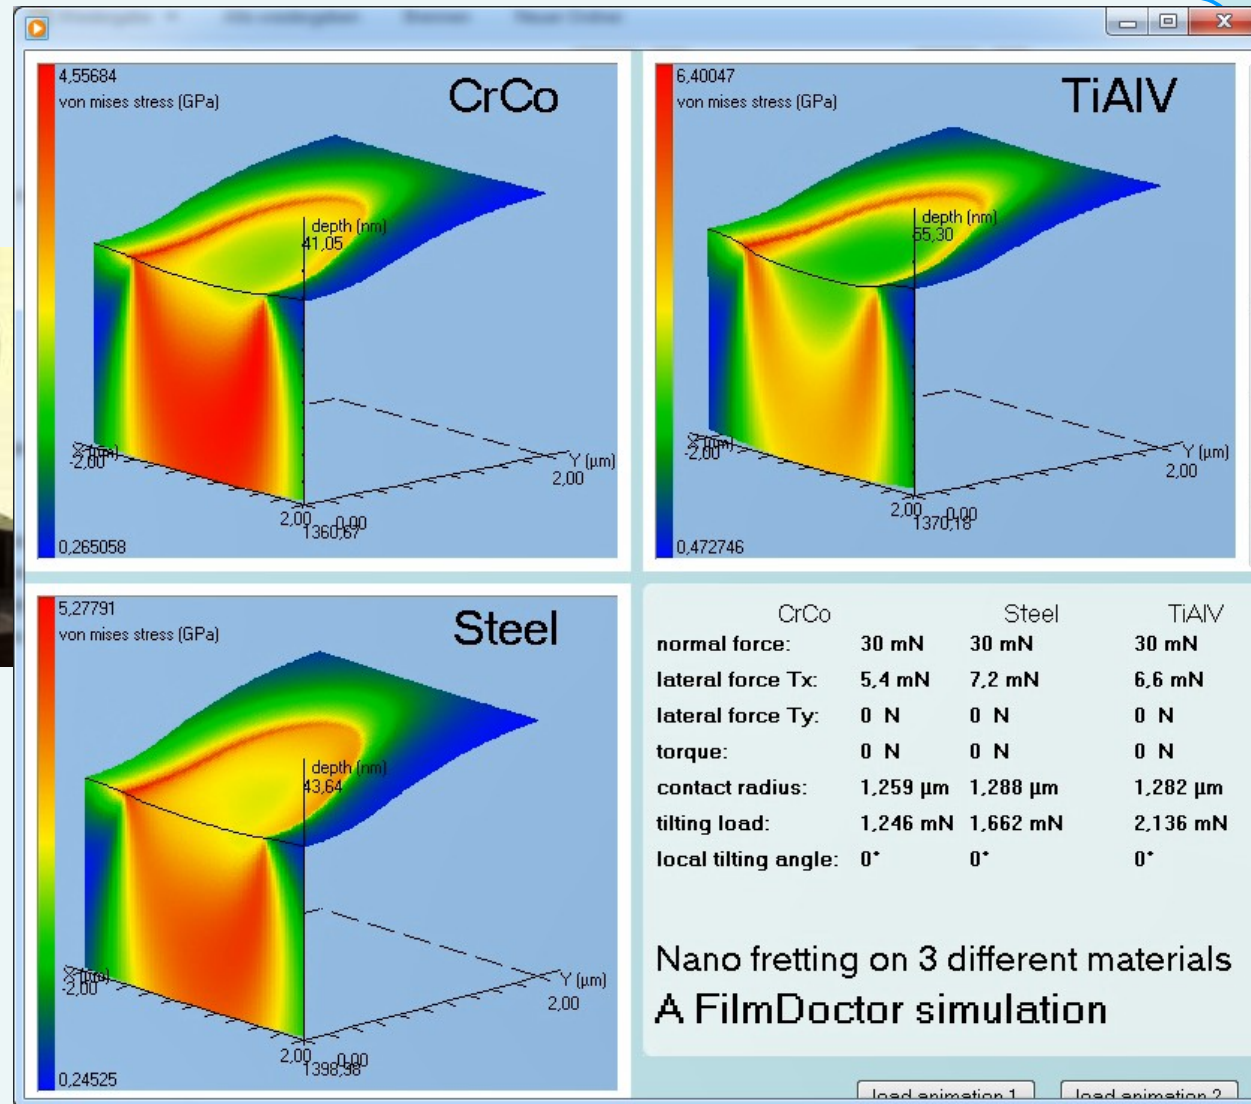 4,55684
von mises stress (GPa)
CrCo
depth (nm)
41,05
X (µm)
-2,00
Y (µm)
2,00
2,00
0,00
1360,67
0,265058
6,40047
von mises stress (GPa)
TiAlV
depth (nm)
55,30
X (µm)
-2,00
Y (µm)
2,00
2,00
0,00
1370,18
0,472746
5,27791
von mises stress (GPa)
Steel
depth (nm)
43,64
X (µm)
-2,00
Y (µm)
2,00
2,00
0,00
1398,98
0,24525
CrCo Steel TiAlV
normal force: 30 mN 30 mN 30 mN
lateral force Tx: 5,4 mN 7,2 mN 6,6 mN
lateral force Ty: 0 N 0 N 0 N
torque: 0 N 0 N 0 N
contact radius: 1,259 µm 1,288 µm 1,282 µm
tilting load: 1,246 mN 1,662 mN 2,136 mN
local tilting angle: 0° 0° 0°
Nano fretting on 3 different materials
A FilmDoctor simulation
load animation 1 load animation 2